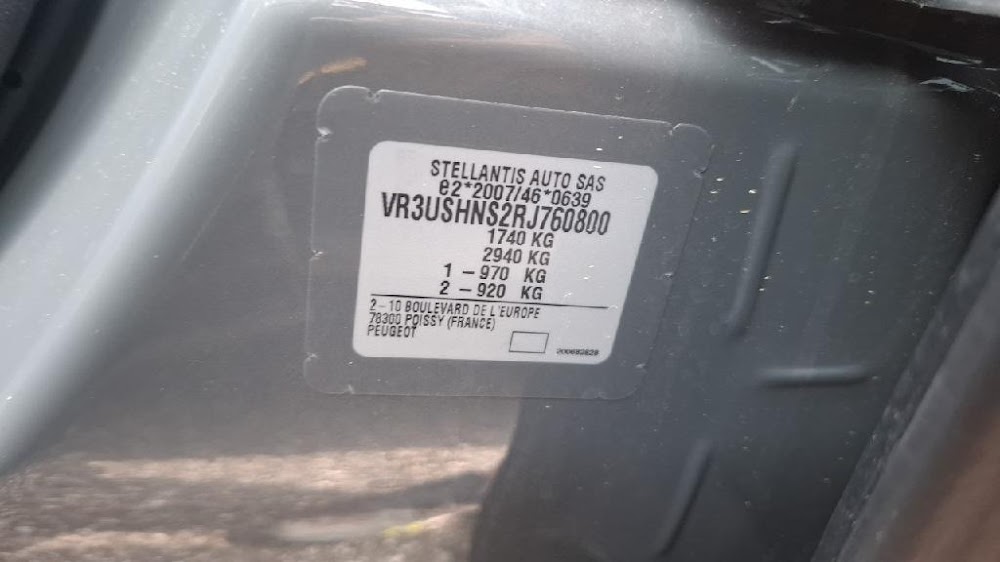 STELLANTIS AUTO SAS
e2*2007/46*0639
VR3USHNS2RJ760800
1740 KG
2940 KG
1 - 970 KG
2 - 920 KG
2 - 10 BOULEVARD DE L'EUROPE
78300 POISSY (FRANCE)
PEUGEOT